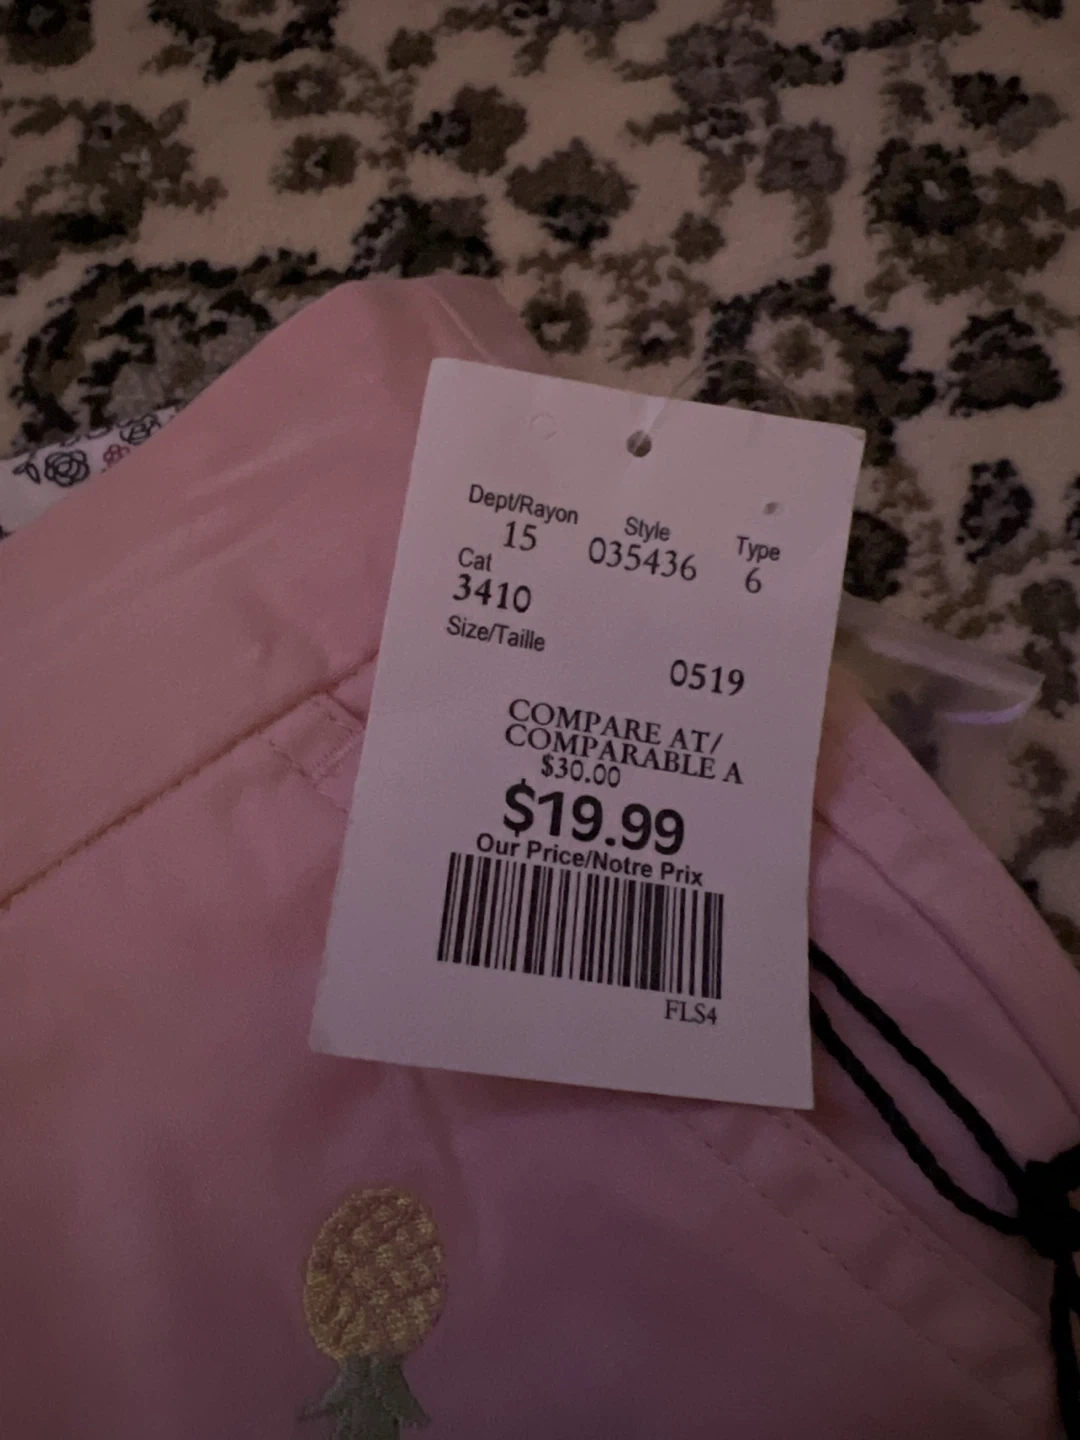 Dept/Rayon Style Type
15 035436 6
Cat
3410
Size/Taille
0519
COMPARE AT/
COMPARABLE A
$30.00
$19.99
Our Price/Notre Prix
FLS4